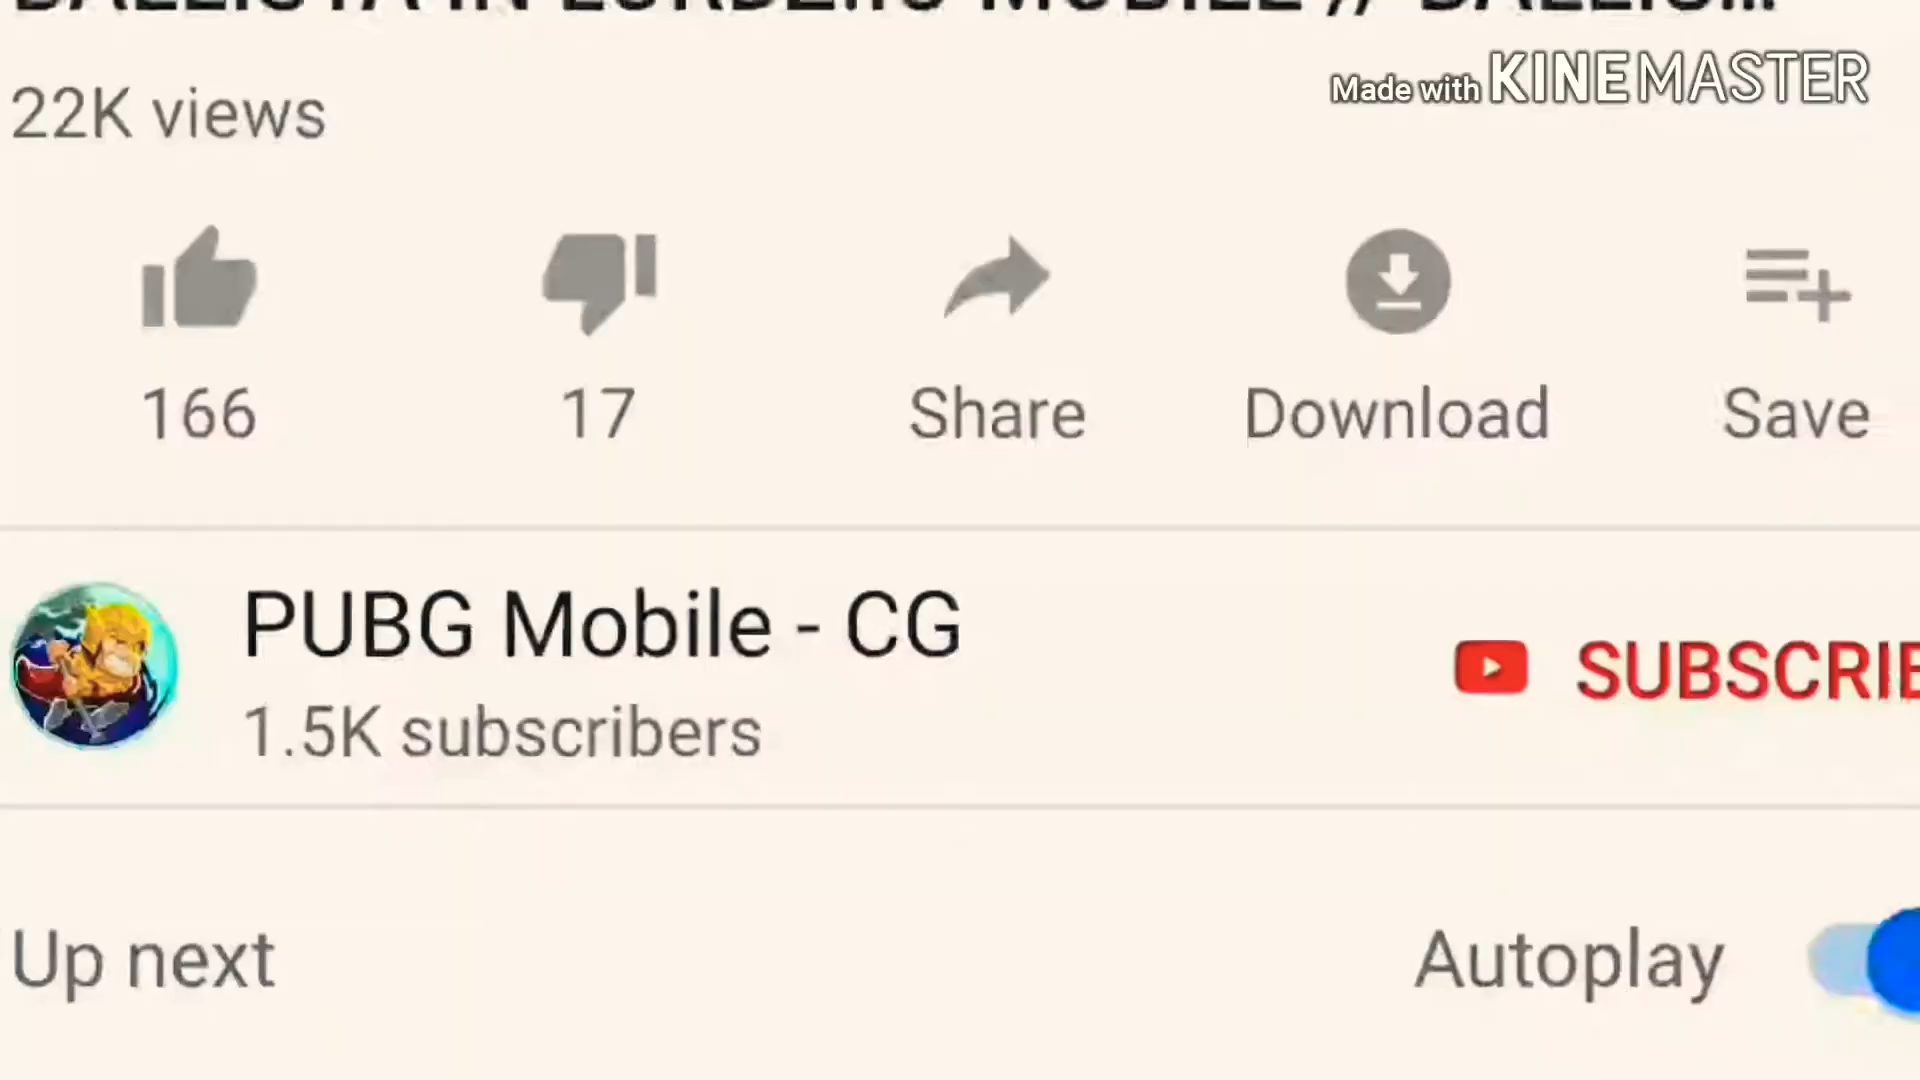 MOBILE //
Made with KINEMASTER
22K views
166 17 Share Download Save
PUBG Mobile - CG
1.5K subscribers
SUBSCRIB
Up next
Autoplay